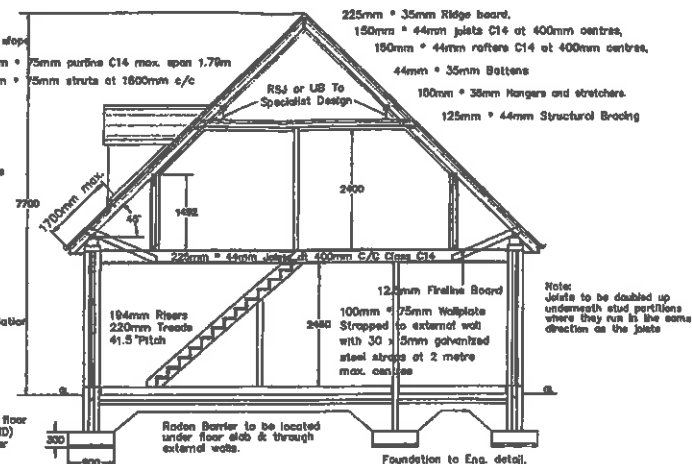 225mm * 35mm Ridge board.
150mm * 44mm joists C14 at 400mm centres,
150mm * 44mm rafters C14 at 400mm centres,
44mm * 35mm Battens
100mm * 38mm Hangers and stretchers
125mm * 44mm Structural Bracing
slope
* 75mm purlins C14 max. span 1.79m
* 75mm struts at 1800mm c/c
RSJ or UB To
Specialist Design
7700
1700mm max.
45°
1492
2400
225mm * 44mm Joists at 400mm C/C Class C14
12.5mm Fireline Board
194mm Risers
220mm Treads
41.5°Pitch
2450
100mm * 75mm Wallplate
Strapped to external wall
with 30 x 5mm galvanized
steel straps at 2 metre
max. centres
Note:
Joists to be doubled up
underneath stud partitions
where they run in the same
direction as the joists
GL
GL
floor
300
Radon Barrier to be located
under floor slab & through
external walls.
Foundation to Eng. detail.